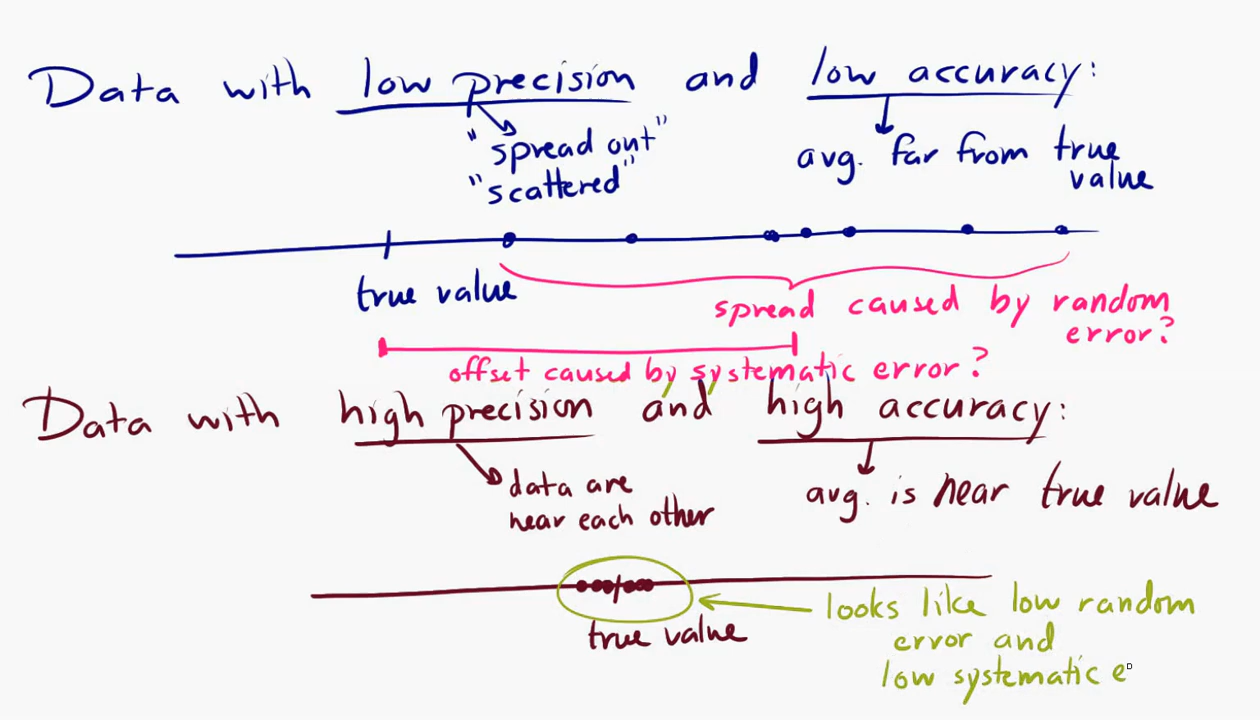 Data with low precision and low accuracy:
"spread out"
"scattered"
avg. far from true
value
true value
spread caused by random
error?
offset caused by systematic error?
Data with high precision and high accuracy:
data are
near each other
avg. is near true value
true value
looks like low random
error and
low systematic e